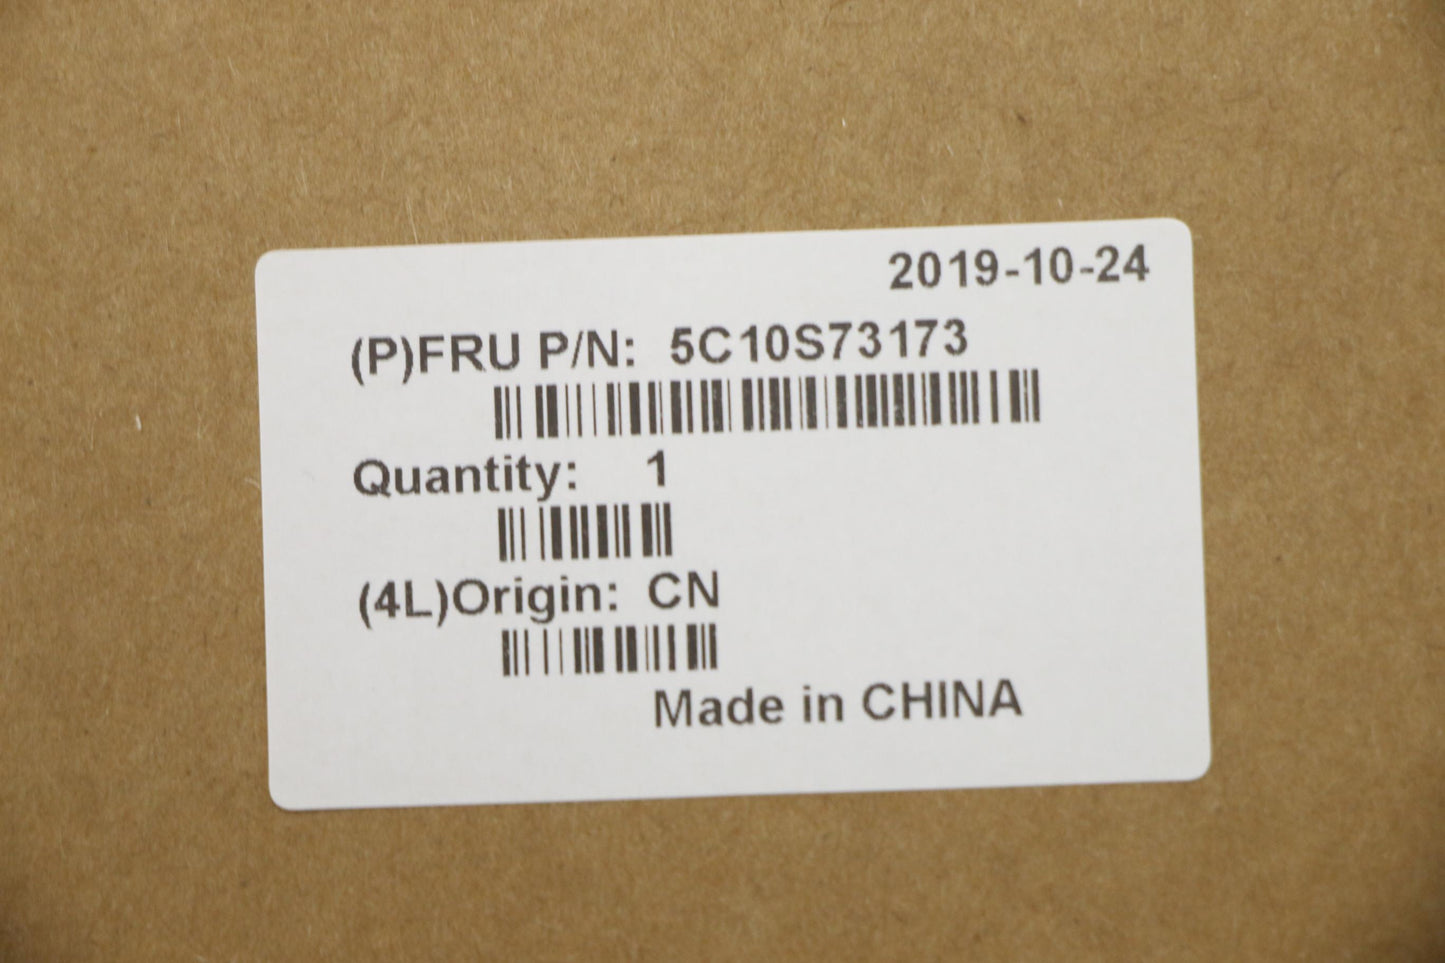 2019-10-24
(P)FRU P/N: 5C10S73173
Quantity: 1
(4L)Origin: CN
Made in CHINA